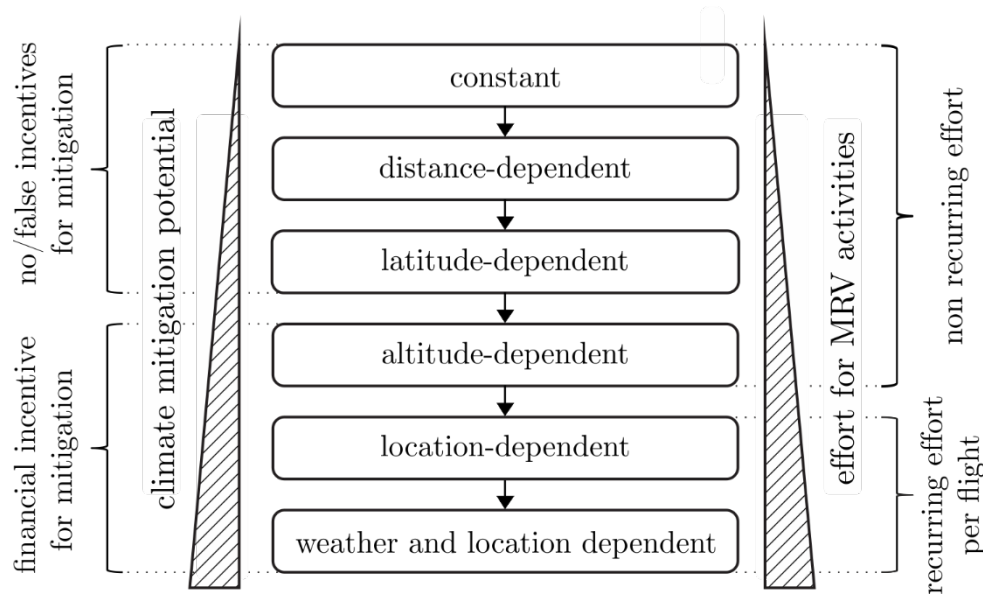 no/false incentives
for mitigation
financial incentive
for mitigation
climate mitigation potential
constant
distance-dependent
latitude-dependent
altitude-dependent
location-dependent
weather and location dependent
effort for MRV activities
non recurring effort
recurring effort
per flight